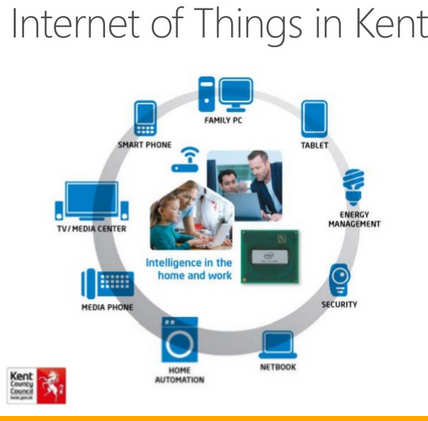 Internet of Things in Kent
FAMILY PC
SMART PHONE
TABLET
ENERGY
MANAGEMENT
TV/MEDIA CENTER
Intelligence in the
home and work
SECURITY
MEDIA PHONE
HOME
AUTOMATION
NETBOOK
Kent
County
Council